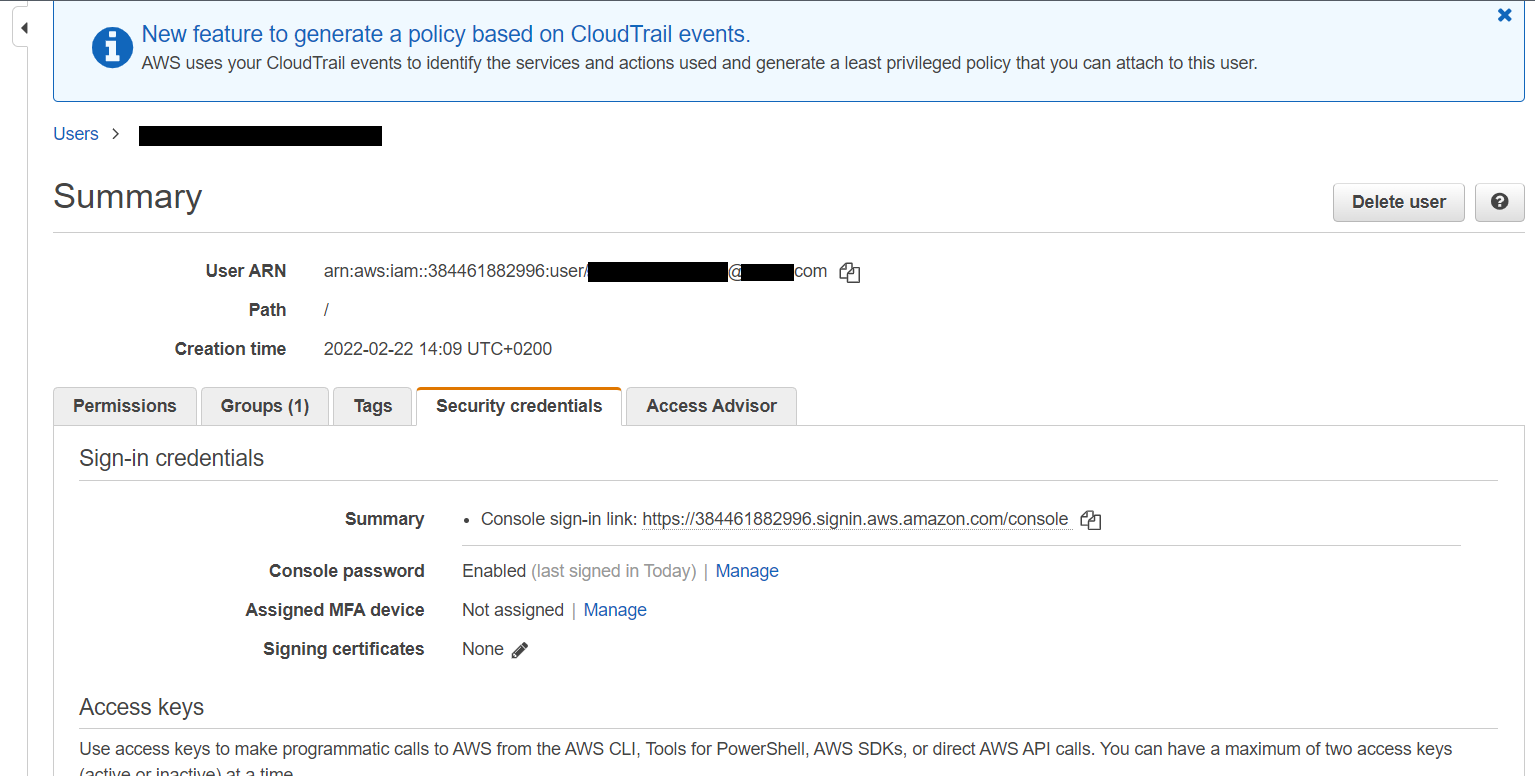 New feature to generate a policy based on CloudTrail events.
AWS uses your CloudTrail events to identify the services and actions used and generate a least privileged policy that you can attach to this user.
Users >
Summary
Delete user
User ARN arn:aws:iam::384461882996:user/ @ com
Path /
Creation time 2022-02-22 14:09 UTC+0200
Permissions Groups (1) Tags Security credentials Access Advisor
Sign-in credentials
Summary • Console sign-in link: https://384461882996.signin.aws.amazon.com/console
Console password Enabled (last signed in Today) | Manage
Assigned MFA device Not assigned | Manage
Signing certificates None
Access keys
Use access keys to make programmatic calls to AWS from the AWS CLI, Tools for PowerShell, AWS SDKs, or direct AWS API calls. You can have a maximum of two access keys
(active or inactive) at a time.